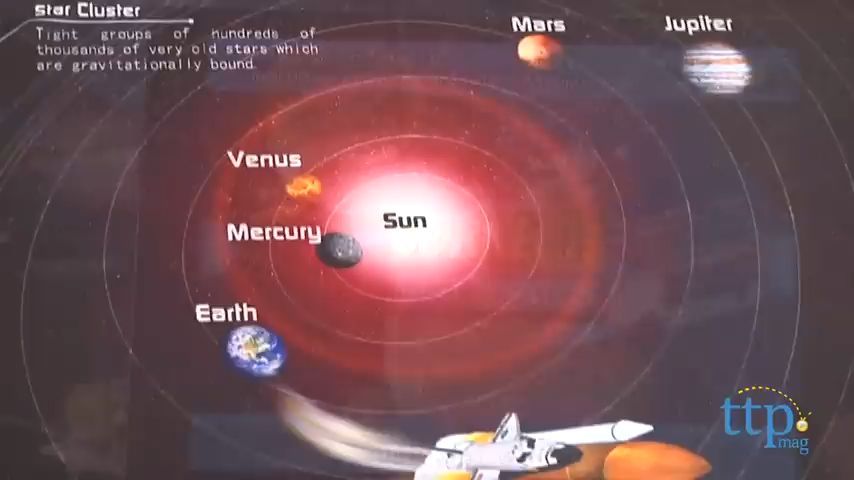 Star Cluster
Tight groups of hundreds of
thousands of very old stars which
are gravitationally bound.
Mars
Jupiter
Venus
Sun
Mercury
Earth
ttp
mag